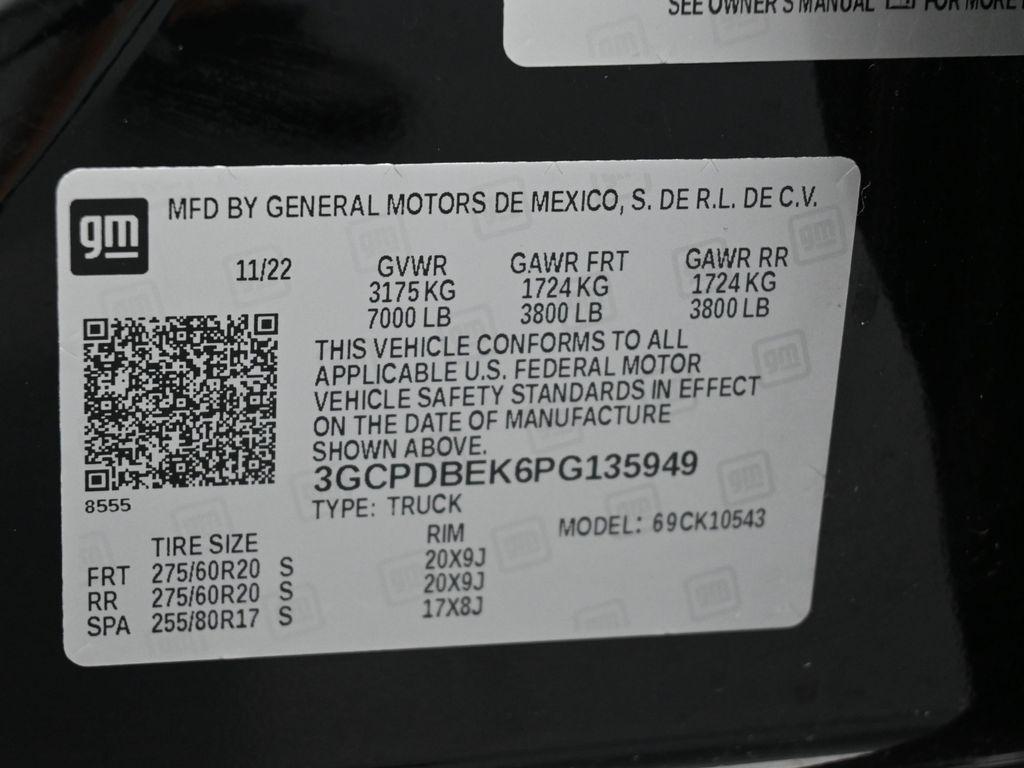 SEE OWNER'S MANUAL FOR MORE
gm
MFD BY GENERAL MOTORS DE MEXICO, S. DE R.L. DE C.V.
11/22 GVWR GAWR FRT GAWR RR
3175 KG 1724 KG 1724 KG
7000 LB 3800 LB 3800 LB
THIS VEHICLE CONFORMS TO ALL
APPLICABLE U.S. FEDERAL MOTOR
VEHICLE SAFETY STANDARDS IN EFFECT
ON THE DATE OF MANUFACTURE
SHOWN ABOVE.
3GCPDBEK6PG135949
8555
TYPE: TRUCK
MODEL: 69CK10543
TIRE SIZE RIM
FRT 275/60R20 S 20X9J
RR 275/60R20 S 20X9J
SPA 255/80R17 S 17X8J